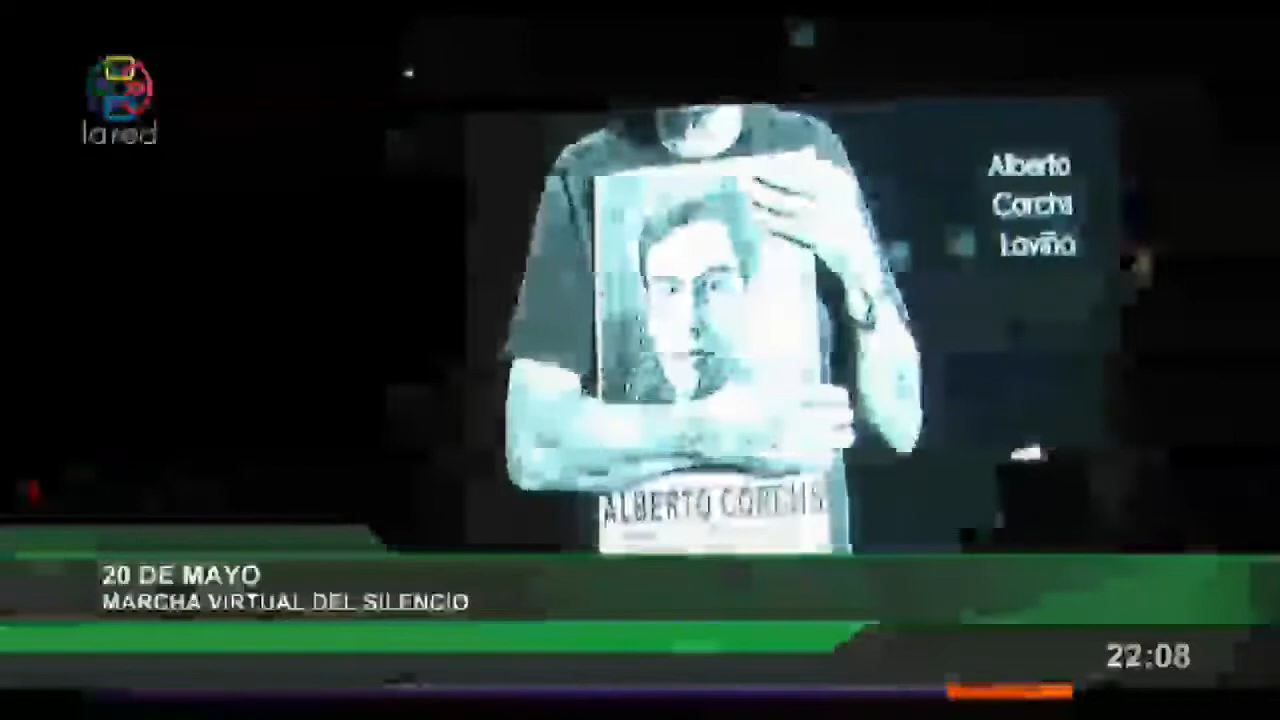 la red
Alberto
Corchs
Laviña
ALBERTO CORCHS
20 DE MAYO
MARCHA VIRTUAL DEL SILENCIO
22:08